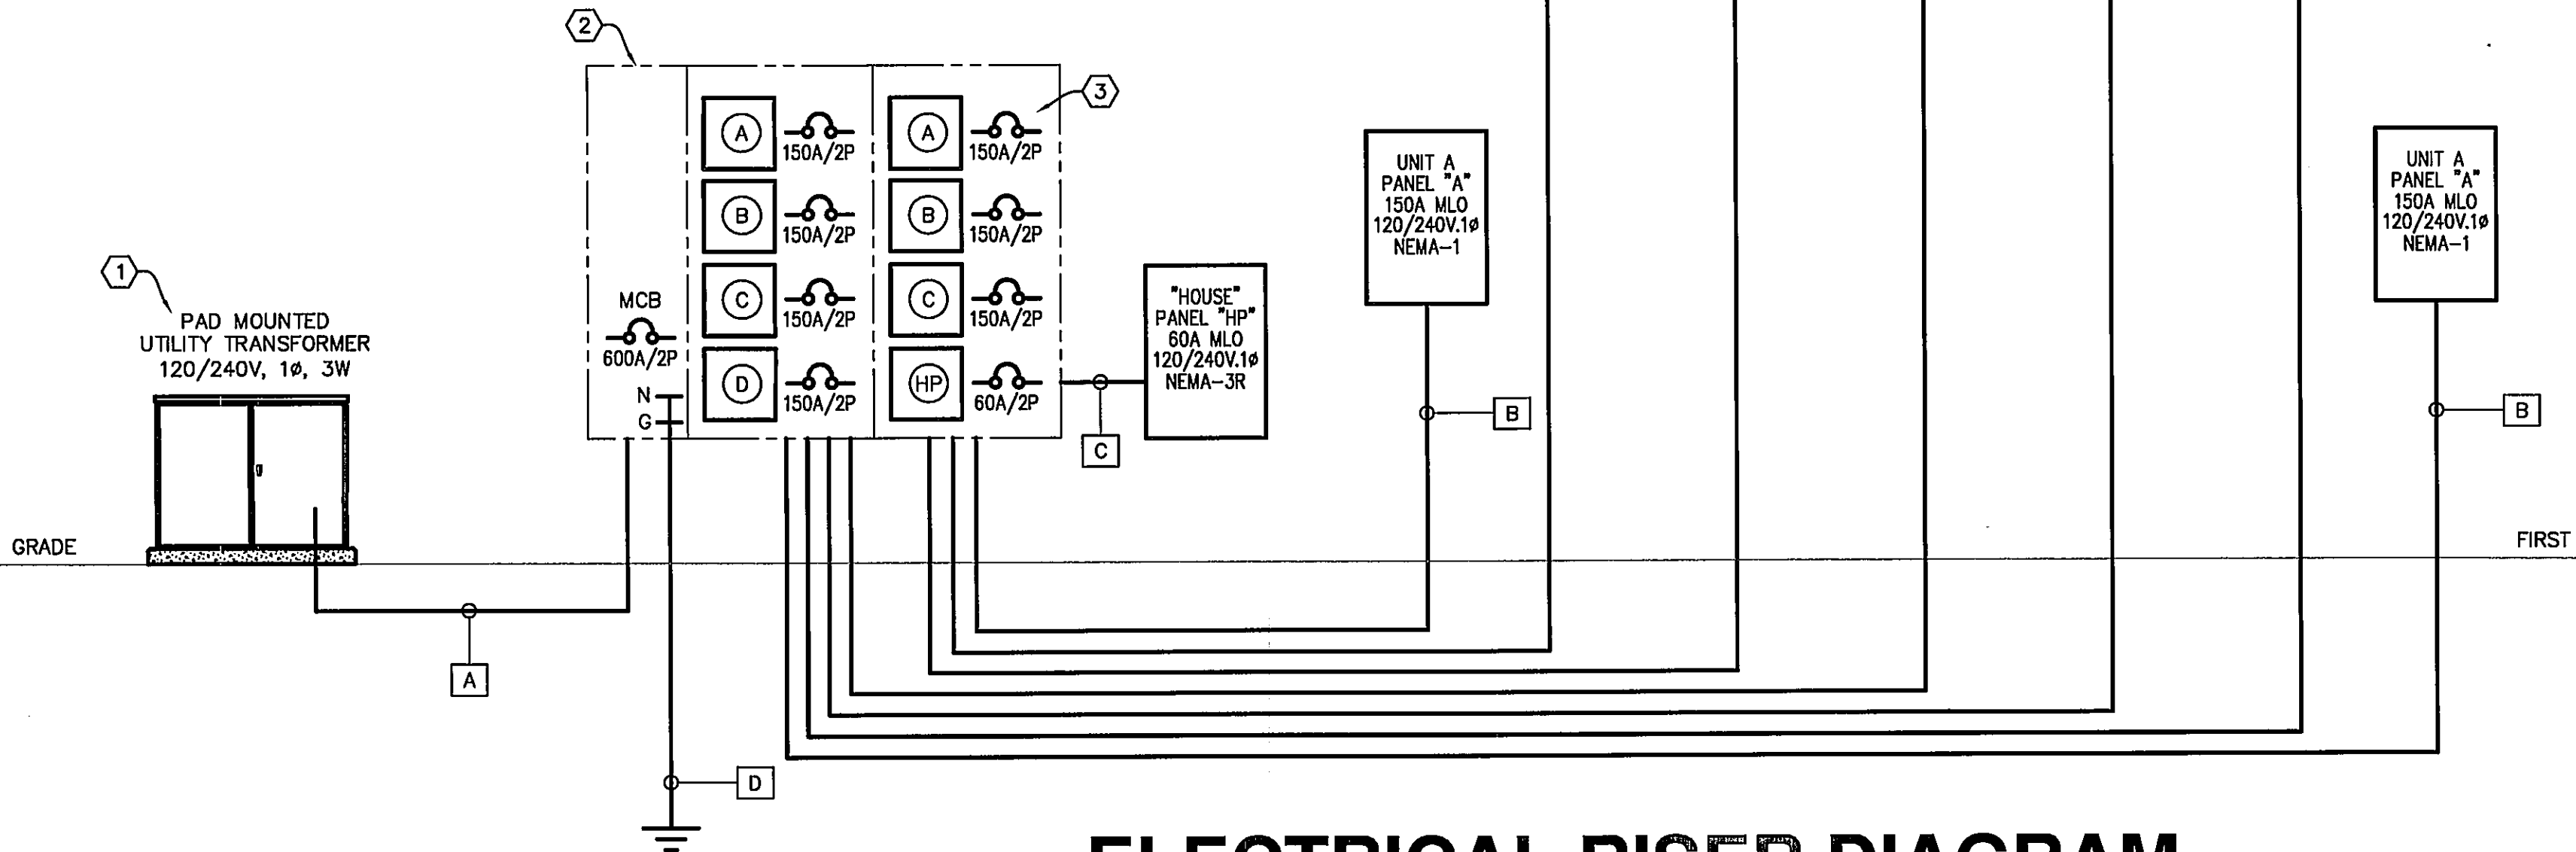 2
3
1
PAD MOUNTED
UTILITY TRANSFORMER
120/240V, 1ø, 3W
MCB
600A/2P
N
G
A
150A/2P
B
150A/2P
C
150A/2P
D
150A/2P
A
150A/2P
B
150A/2P
C
150A/2P
HP
60A/2P
C
"HOUSE"
PANEL "HP"
60A MLO
120/240V.1ø
NEMA-3R
UNIT A
PANEL "A"
150A MLO
120/240V.1ø
NEMA-1
B
UNIT A
PANEL "A"
150A MLO
120/240V.1ø
NEMA-1
B
GRADE
FIRST
A
D
ELECTRICAL RISER DIAGRAM